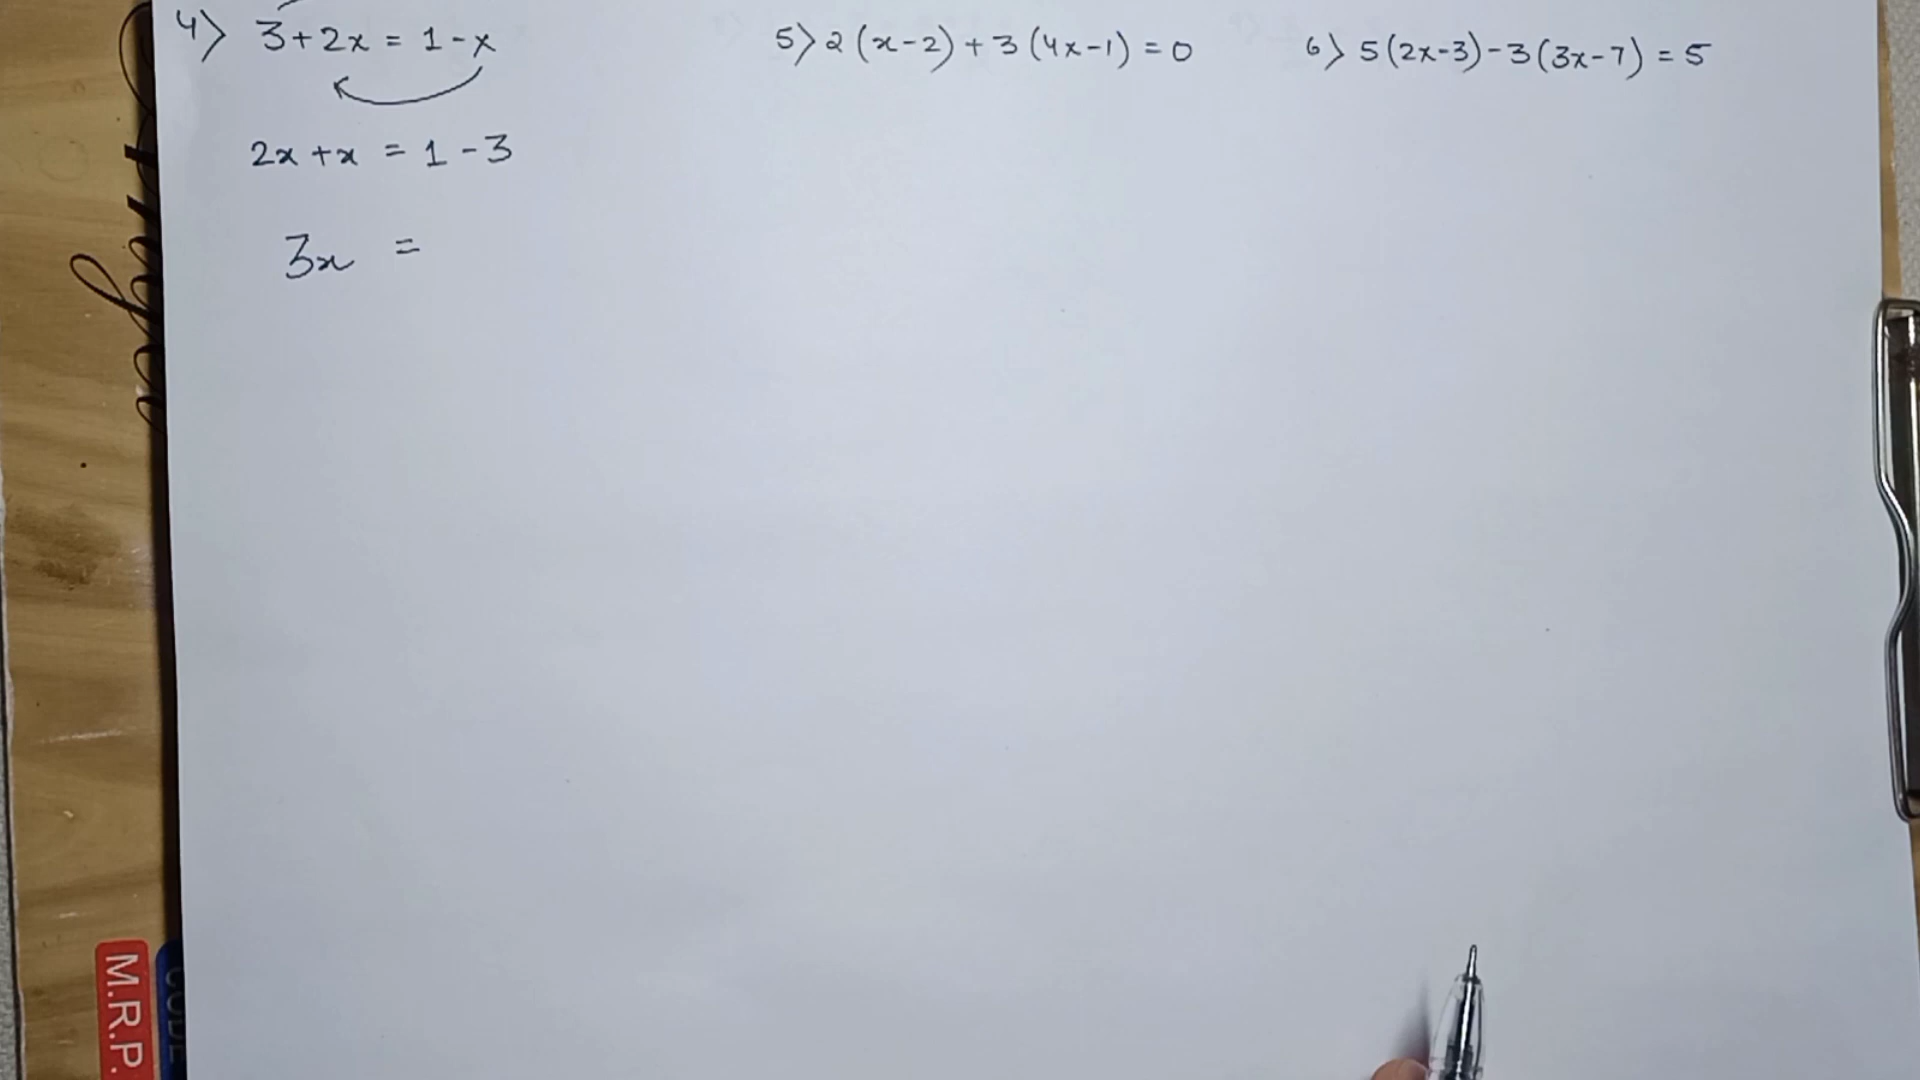 4) 3+2x = 1-x
2x+x = 1-3
3x =
5) 2(x-2)+3(4x-1) = 0
6) 5(2x-3)-3(3x-7) = 5
M.R.P.
CODE